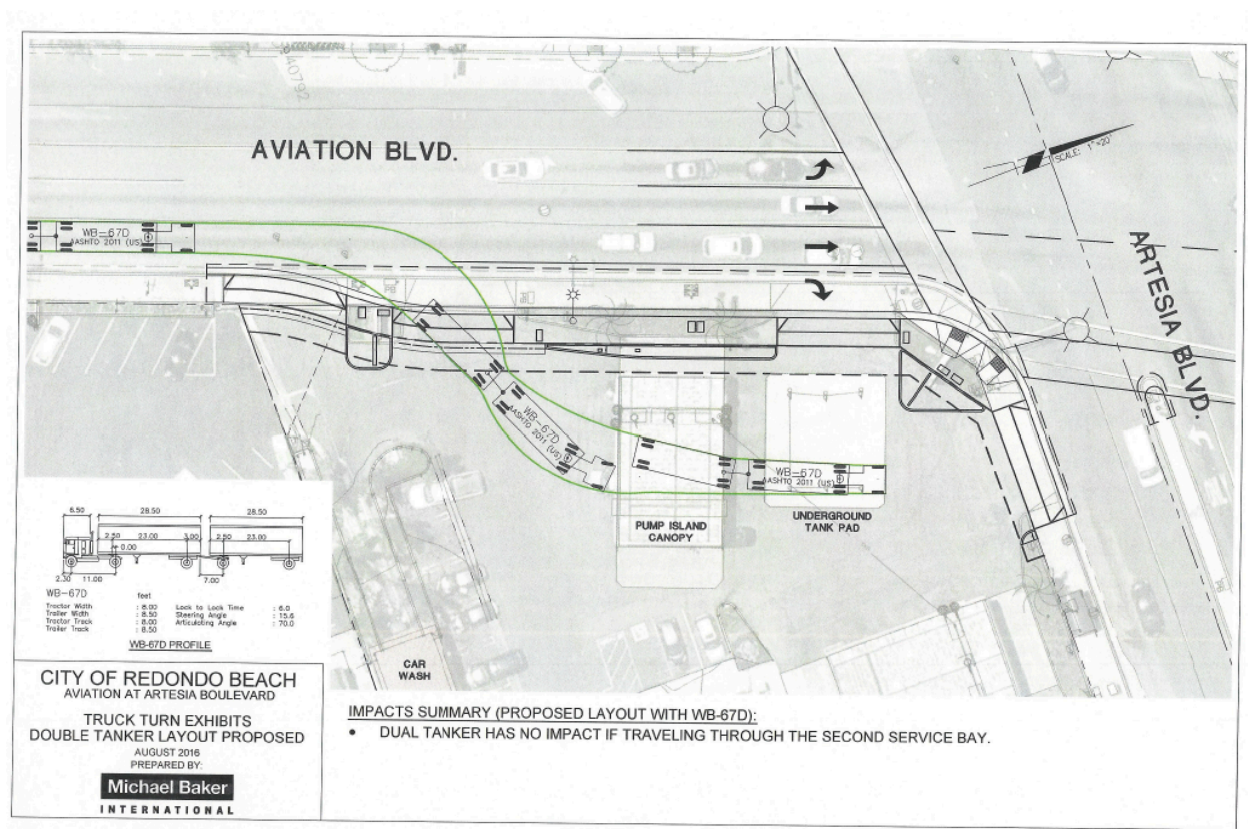 40792
AVIATION BLVD.
SCALE: 1"=20'
ARTESIA BLVD.
WB-67D
AASHTO 2011 (US)
WB-67D
AASHTO 2011 (US)
WB-67D
AASHTO 2011 (US)
PUMP ISLAND
CANOPY
UNDERGROUND
TANK PAD
CAR
WASH
6.50 28.50 28.50
2.50 23.00 3.00 2.50 23.00
0.00
2.30 11.00 7.00
WB-67D feet
Tractor Width : 8.00 Lock to Lock Time : 6.0
Trailer Width : 8.50 Steering Angle : 15.6
Tractor Track : 8.00 Articulating Angle : 70.0
Trailer Track : 8.50
WB-67D PROFILE
CITY OF REDONDO BEACH
AVIATION AT ARTESIA BOULEVARD
TRUCK TURN EXHIBITS
DOUBLE TANKER LAYOUT PROPOSED
AUGUST 2016
PREPARED BY:
Michael Baker
INTERNATIONAL
IMPACTS SUMMARY (PROPOSED LAYOUT WITH WB-67D):
• DUAL TANKER HAS NO IMPACT IF TRAVELING THROUGH THE SECOND SERVICE BAY.